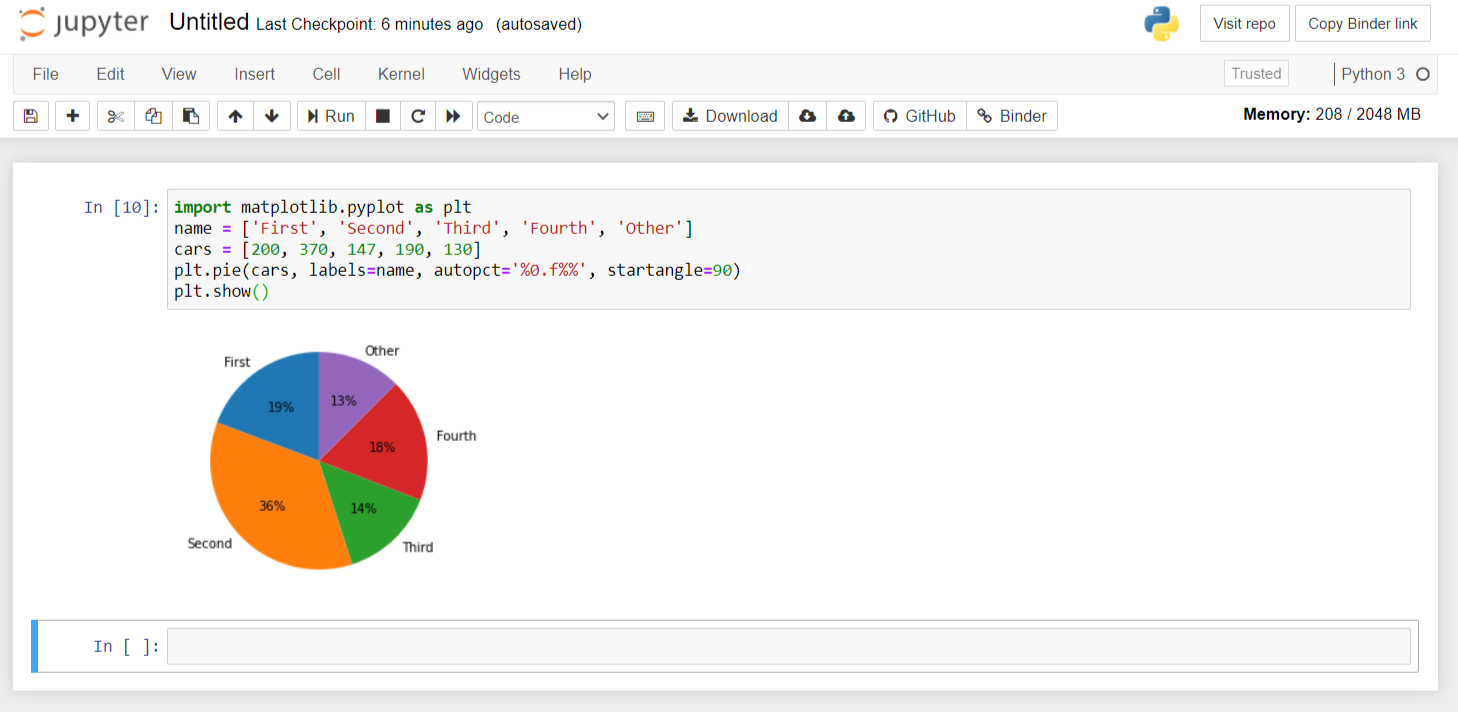 jupyter Untitled Last Checkpoint: 6 minutes ago (autosaved) Visit repo Copy Binder link
File Edit View Insert Cell Kernel Widgets Help Trusted Python 3
Run Code Download GitHub Binder Memory: 208 / 2048 MB
In [10]: import matplotlib.pyplot as plt
name = ['First', 'Second', 'Third', 'Fourth', 'Other']
cars = [200, 370, 147, 190, 130]
plt.pie(cars, labels=name, autopct='%0.f%%', startangle=90)
plt.show()
Other
First
13%
19%
Fourth
18%
36%
14%
Second
Third
In [ ]: